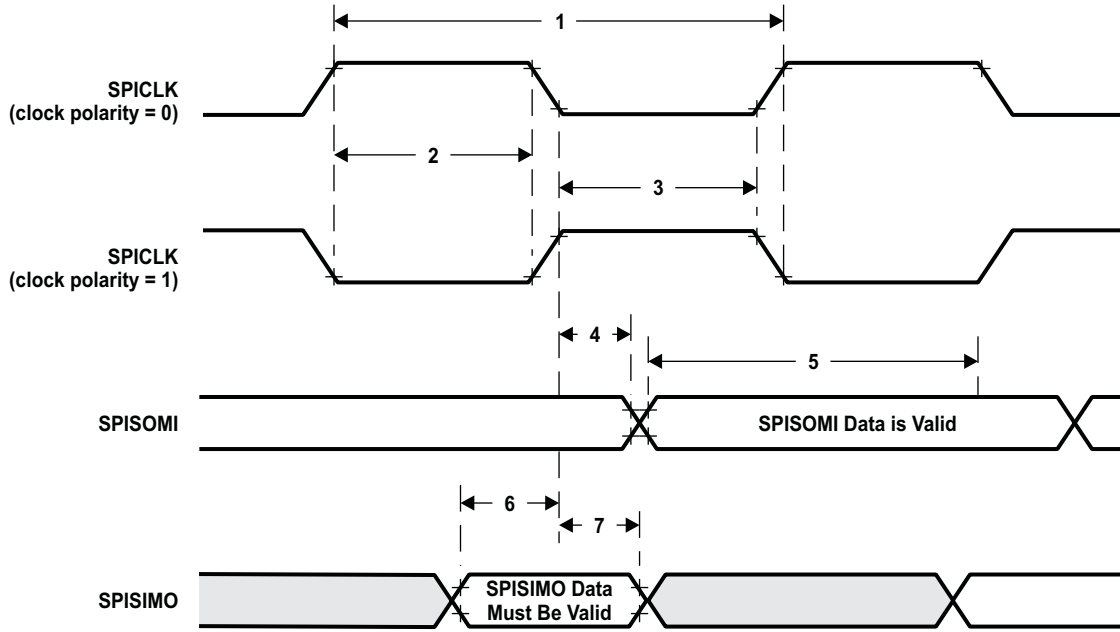 1
SPICLK
(clock polarity = 0)
2
3
SPICLK
(clock polarity = 1)
4
5
SPISOMI
SPISOMI Data is Valid
6
7
SPISIMO
SPISIMO Data
Must Be Valid